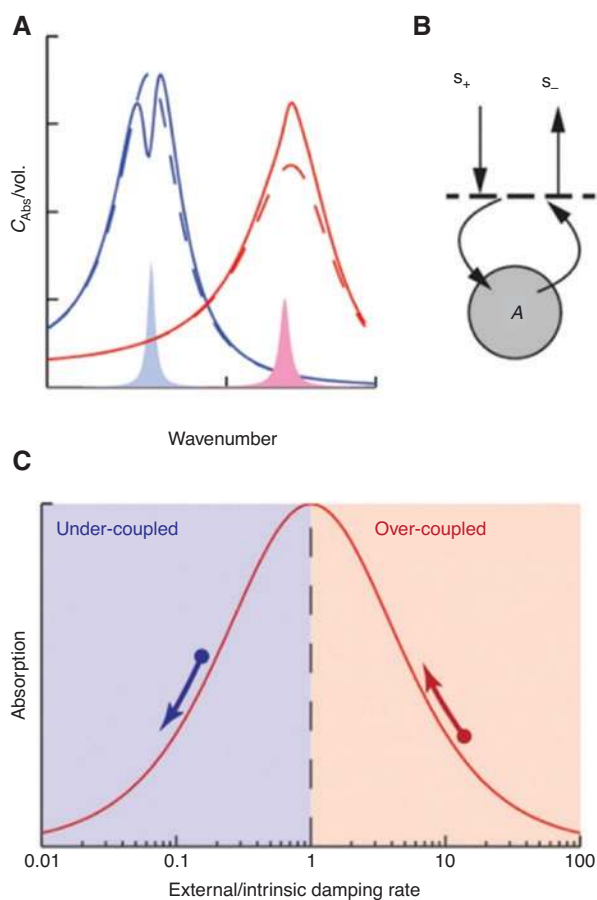 A
C_Abs/vol.
Wavenumber
B
s₊
s₋
A
C
Under-coupled
Over-coupled
Absorption
0.01
0.1
1
10
100
External/intrinsic damping rate